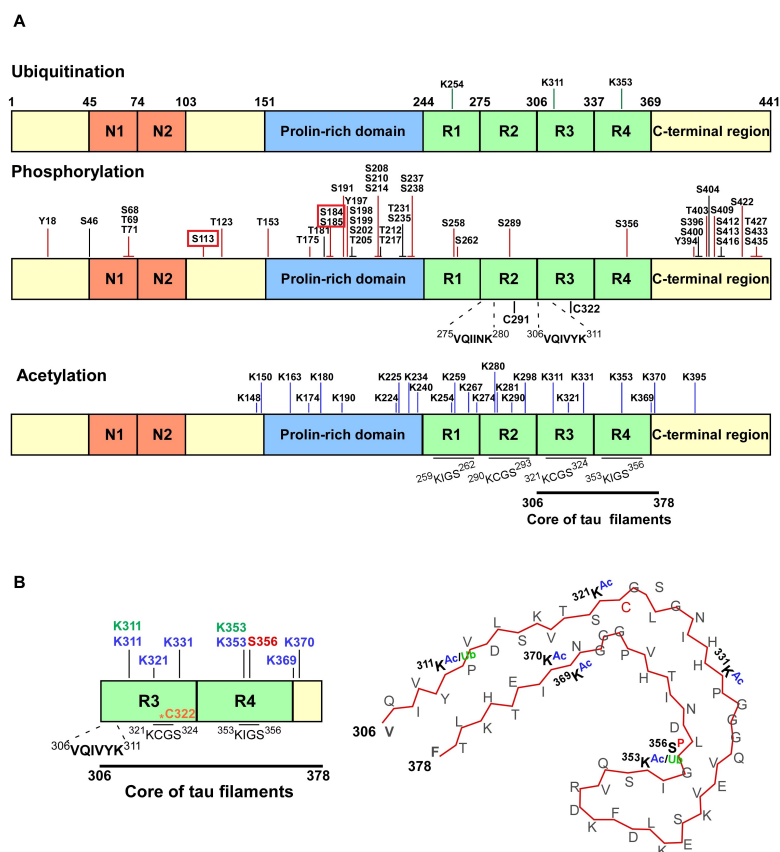 A
Ubiquitination
K254 K311 K353
1 45 74 103 151 244 275 306 337 369 441
N1 N2 Prolin-rich domain R1 R2 R3 R4 C-terminal region
Phosphorylation
S208
S210
S214
S237
S238
S191
S404
S68
T69
T71
S184
S185
Y197
S198
S199
S202
T205
T231
S235
T403
S409
S422
S396
S400
Y394
S412
S413
S416
T427
S433
S435
Y18 S46 S113 T123 T153 T175 T181 T212
T217
S258 S262 S289 S356
N1 N2 Prolin-rich domain R1 R2 R3 R4 C-terminal region
C291 C322
275VQIINK280 306VQIVYK311
Acetylation
K280
K150 K163 K180 K225 K234 K259 K298 K311 K331 K353 K370 K395
K240 K267 K281
K148 K174 K190 K224 K254 K274 K290 K321 K369
N1 N2 Prolin-rich domain R1 R2 R3 R4 C-terminal region
259KIGS262 290KCGS293 321KCGS324 353KIGS356
306 378
Core of tau filaments
B
K311 K353
K311 K331 K353 S356 K370
K321 K369
R3 R4
*C322
321KCGS324 353KIGS356
306VQIVYK311
306 378
Core of tau filaments
306
V
Q
I
V
Y
311KAc/Ub
P
V
D
L
S
K
V
T
S
321KAc
C
G
S
L
G
N
I
H
H
331KAc
P
G
G
G
Q
V
E
V
K
S
E
K
L
D
F
K
D
R
V
Q
S
I
G
353KAc/Ub
356SP
L
D
N
I
T
H
V
P
G
G
N
370KAc
369KAc
I
E
H
T
K
L
T
F
378